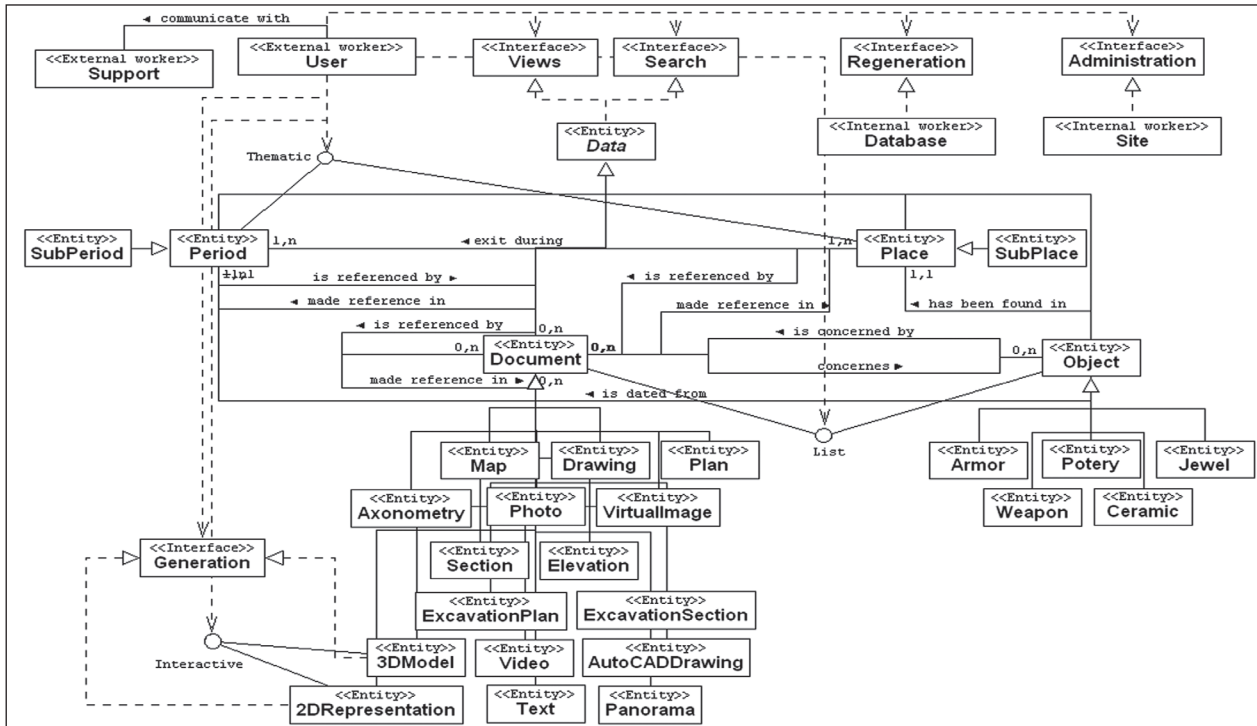 ◄ communicate with
<<External worker>>
Support
<<External worker>>
User
<<Interface>>
Views
<<Interface>>
Search
<<Interface>>
Regeneration
<<Interface>>
Administration
<<Entity>>
Data
<<Internal worker>>
Database
<<Internal worker>>
Site
Thematic
<<Entity>>
SubPeriod
<<Entity>>
Period
1,n
◄ exit during
1,n
<<Entity>>
Place
<<Entity>>
SubPlace
1,1
is referenced by ►
◄ is referenced by
◄ made reference in
made reference in ►
◄ has been found in
◄ is referenced by
0,n
◄ is concerned by
0,n
<<Entity>>
Document
0,n
0,n
<<Entity>>
Object
made reference in ►
0,n
concernes ►
◄ is dated from
List
<<Entity>>
Map
<<Entity>>
Drawing
<<Entity>>
Plan
<<Entity>>
Armor
<<Entity>>
Potery
<<Entity>>
Jewel
<<Entity>>
Axonometry
<<Entity>>
Photo
<<Entity>>
VirtualImage
<<Entity>>
Weapon
<<Entity>>
Ceramic
<<Interface>>
Generation
<<Entity>>
Section
<<Entity>>
Elevation
<<Entity>>
ExcavationPlan
<<Entity>>
ExcavationSection
Interactive
<<Entity>>
3DModel
<<Entity>>
Video
<<Entity>>
AutoCADDrawing
<<Entity>>
2DRepresentation
<<Entity>>
Text
<<Entity>>
Panorama